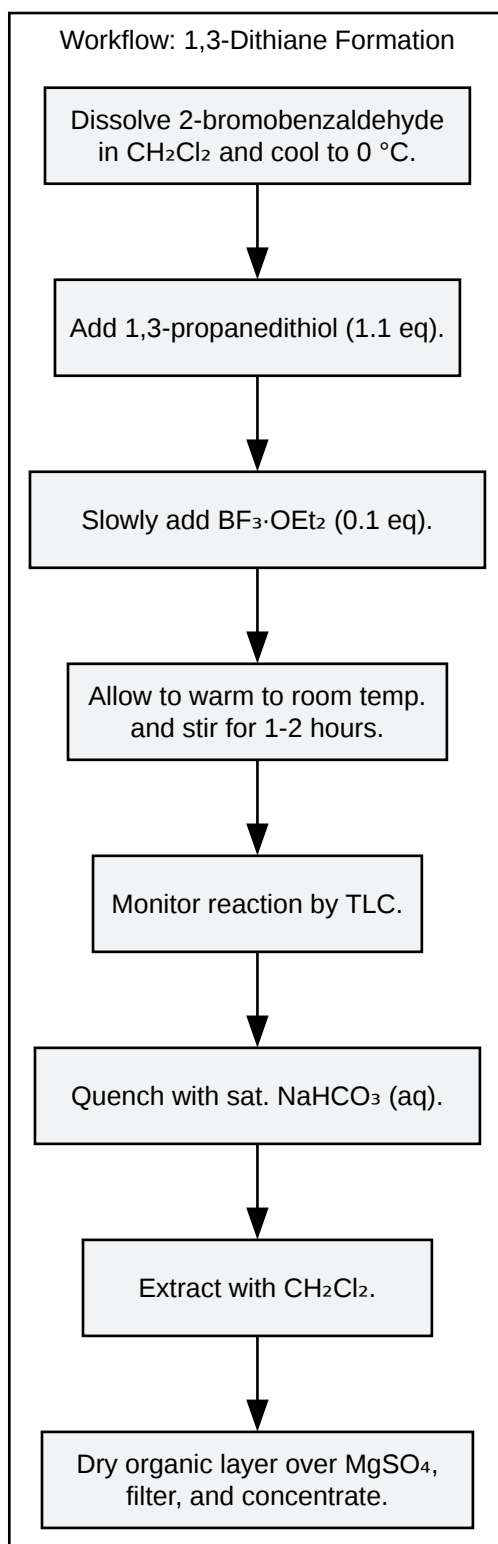 Workflow: 1,3-Dithiane Formation
Dissolve 2-bromobenzaldehyde
in CH₂Cl₂ and cool to 0 °C.
Add 1,3-propanedithiol (1.1 eq).
Slowly add BF₃·OEt₂ (0.1 eq).
Allow to warm to room temp.
and stir for 1-2 hours.
Monitor reaction by TLC.
Quench with sat. NaHCO₃ (aq).
Extract with CH₂Cl₂.
Dry organic layer over MgSO₄,
filter, and concentrate.